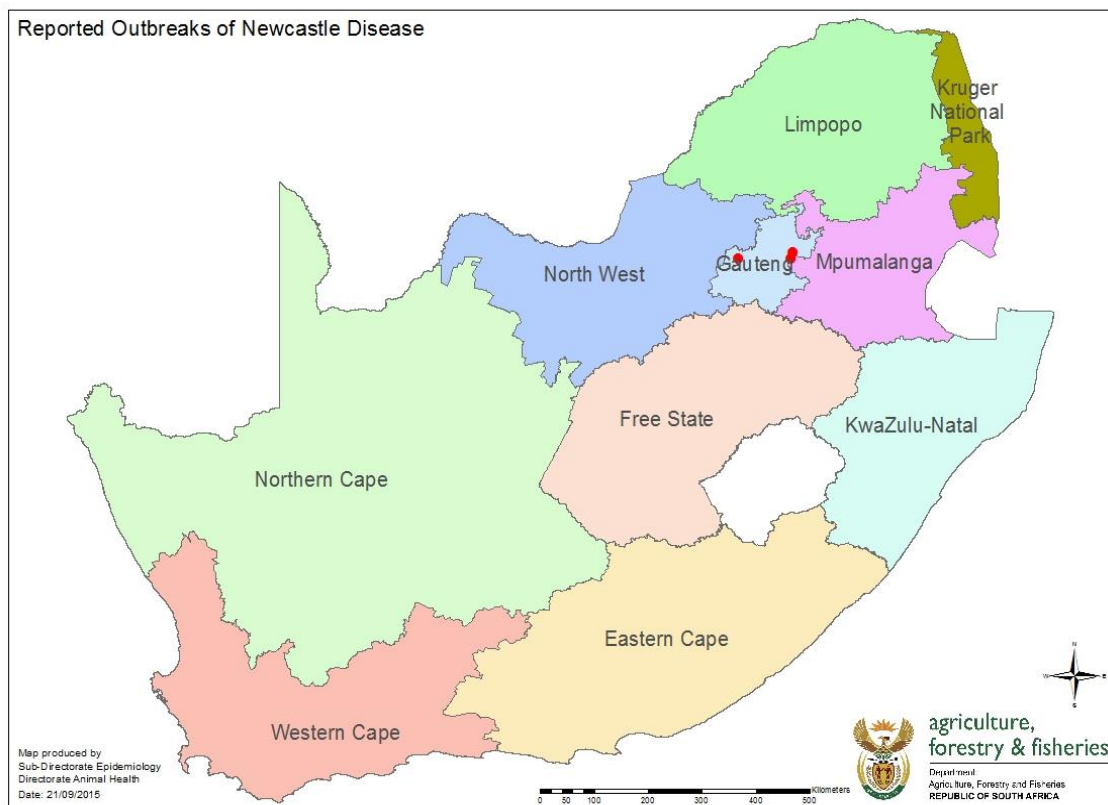 Reported Outbreaks of Newcastle Disease
Kruger
National
Park
Limpopo
North West
Gauteng
Mpumalanga
Free State
KwaZulu-Natal
Northern Cape
Eastern Cape
Western Cape
N
W E
S
Map produced by
Sub-Directorate Epidemiology
Directorate Animal Health
Date: 21/09/2015
Kilometers
0 50 100 200 300 400 500
agriculture,
forestry & fisheries
Department:
Agriculture, Forestry and Fisheries
REPUBLIC OF SOUTH AFRICA